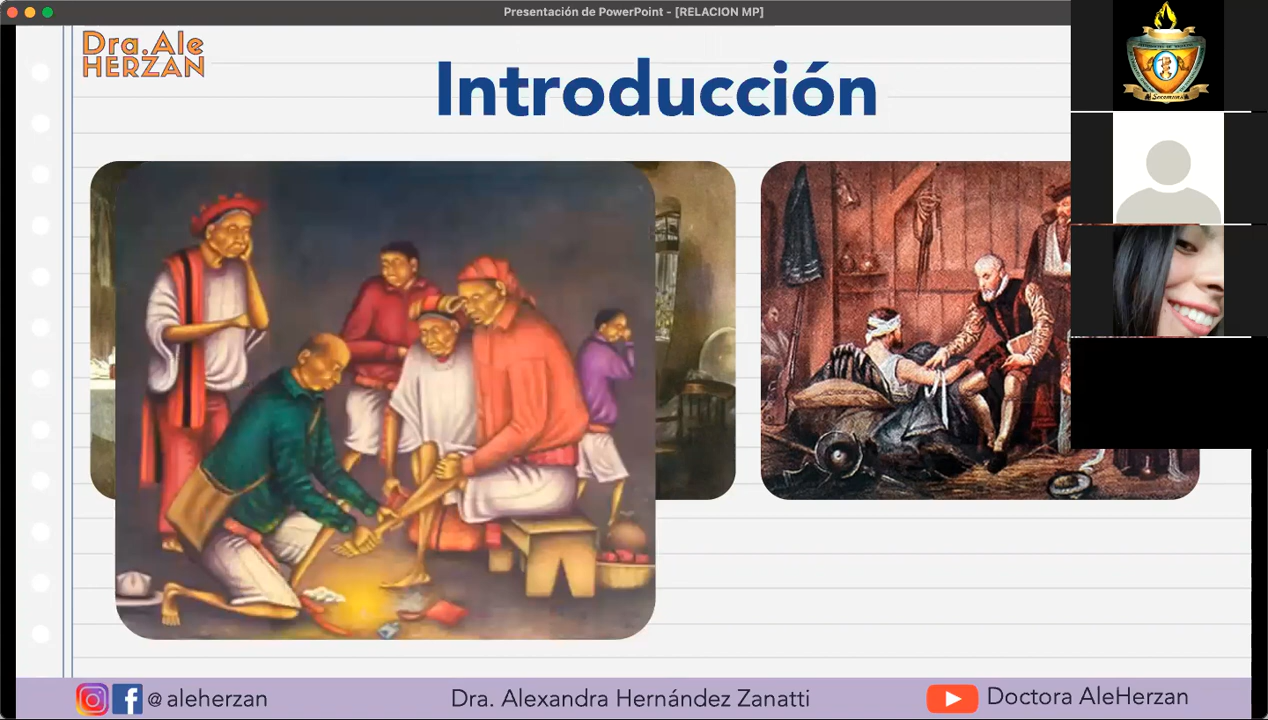 Presentación de PowerPoint - [RELACION MP]
Dra.Ale
HERZAN
Introducción
@ aleherzan
Dra. Alexandra Hernández Zanatti
Doctora AleHerzan